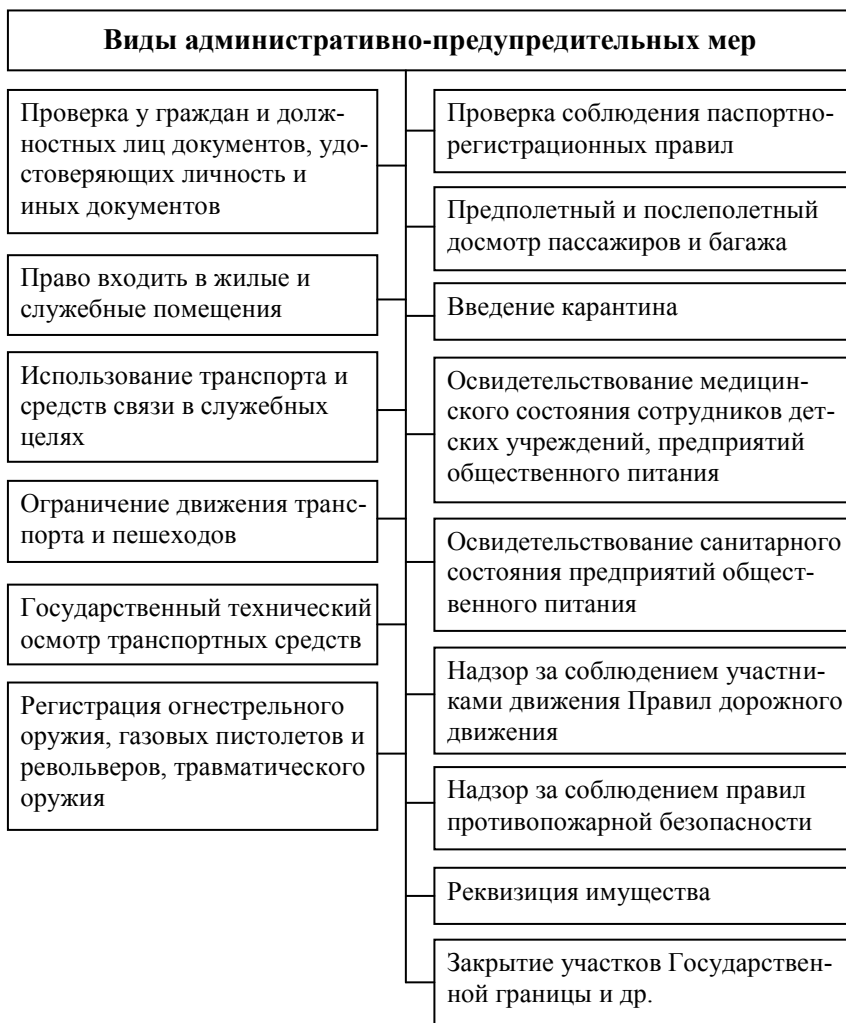 Виды административно-предупредительных мер
Проверка у граждан и долж-
ностных лиц документов, удо-
стоверяющих личность и
иных документов
Право входить в жилые и
служебные помещения
Использование транспорта и
средств связи в служебных
целях
Ограничение движения транс-
порта и пешеходов
Государственный технический
осмотр транспортных средств
Регистрация огнестрельного
оружия, газовых пистолетов и
револьверов, травматического
оружия
Проверка соблюдения паспортно-
регистрационных правил
Предполетный и послеполетный
досмотр пассажиров и багажа
Введение карантина
Освидетельствование медицин-
ского состояния сотрудников дет-
ских учреждений, предприятий
общественного питания
Освидетельствование санитарного
состояния предприятий общест-
венного питания
Надзор за соблюдением участни-
ками движения Правил дорожного
движения
Надзор за соблюдением правил
противопожарной безопасности
Реквизиция имущества
Закрытие участков Государствен-
ной границы и др.